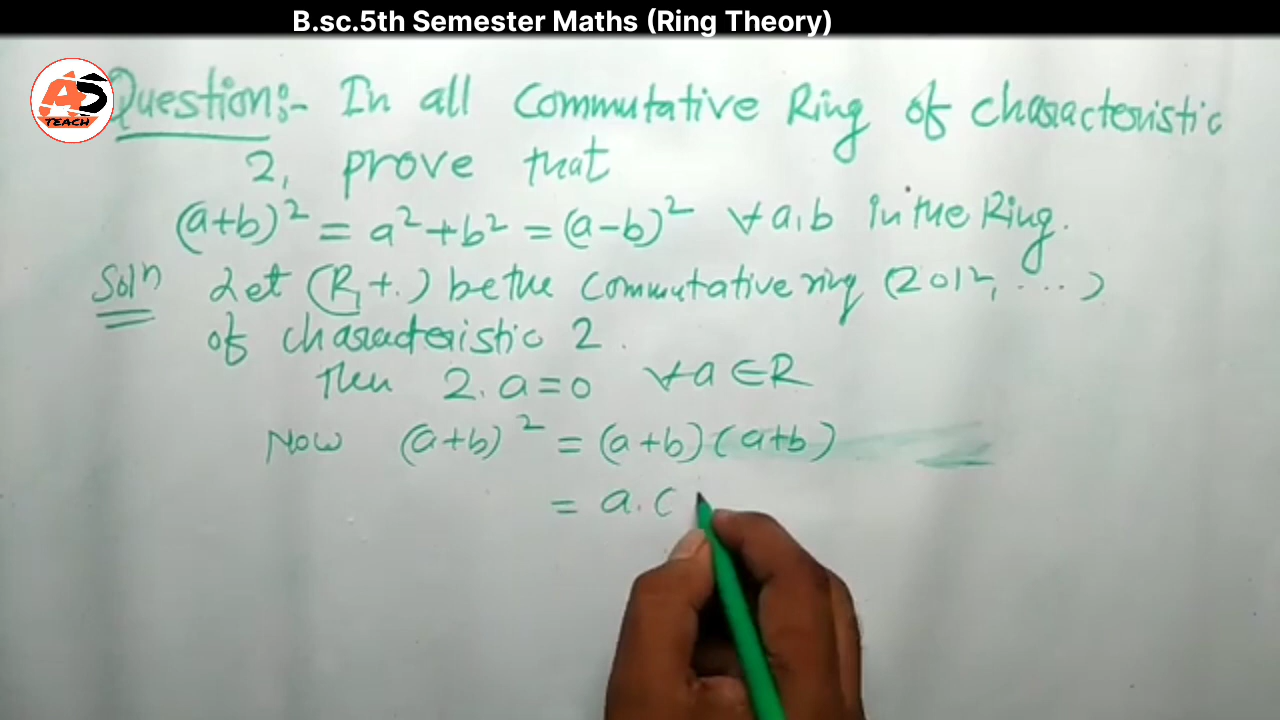 B.sc.5th Semester Maths (Ring Theory)
AS
TEACH
Question:- In all Commutative Ring of characteristic
2, prove that
(a+b)² = a²+b² = (a-b)² ∀ a,b in the Ring.
Solⁿ Let (R,+.) be the commutative ring (2012, ....)
of characteristic 2.
Then 2.a=0 ∀ a ∈ R
Now (a+b)² = (a+b)(a+b)
= a.(